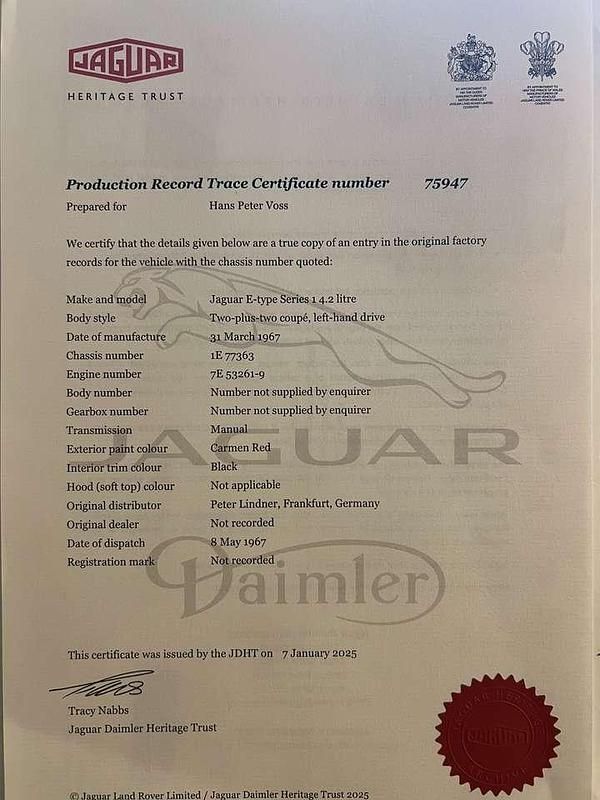 JAGUAR
HERITAGE TRUST
Production Record Trace Certificate number 75947
Prepared for Hans Peter Voss
We certify that the details given below are a true copy of an entry in the original factory
records for the vehicle with the chassis number quoted:
Make and model Jaguar E-type Series 1 4.2 litre
Body style Two-plus-two coupé, left-hand drive
Date of manufacture 31 March 1967
Chassis number 1E 77363
Engine number 7E 53261-9
Body number Number not supplied by enquirer
Gearbox number Number not supplied by enquirer
Transmission Manual
JAGUAR
Exterior paint colour Carmen Red
Interior trim colour Black
Hood (soft top) colour Not applicable
Original distributor Peter Lindner, Frankfurt, Germany
Original dealer Not recorded
Date of dispatch 8 May 1967
Registration mark Not recorded
Daimler
This certificate was issued by the JDHT on 7 January 2025
Tracy Nabbs
Jaguar Daimler Heritage Trust
© Jaguar Land Rover Limited / Jaguar Daimler Heritage Trust 2025